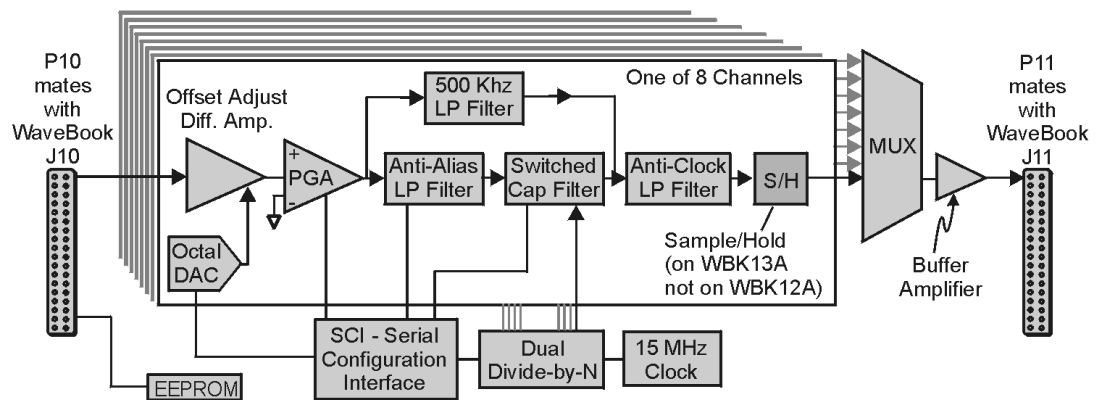 P10
mates
with
WaveBook
J10
One of 8 Channels
Offset Adjust
Diff. Amp.
500 Khz
LP Filter
+
PGA
-
Anti-Alias
LP Filter
Switched
Cap Filter
Anti-Clock
LP Filter
S/H
MUX
P11
mates
with
WaveBook
J11
Octal
DAC
Sample/Hold
(on WBK13A
not on WBK12A)
Buffer
Amplifier
SCI - Serial
Configuration
Interface
Dual
Divide-by-N
15 MHz
Clock
EEPROM